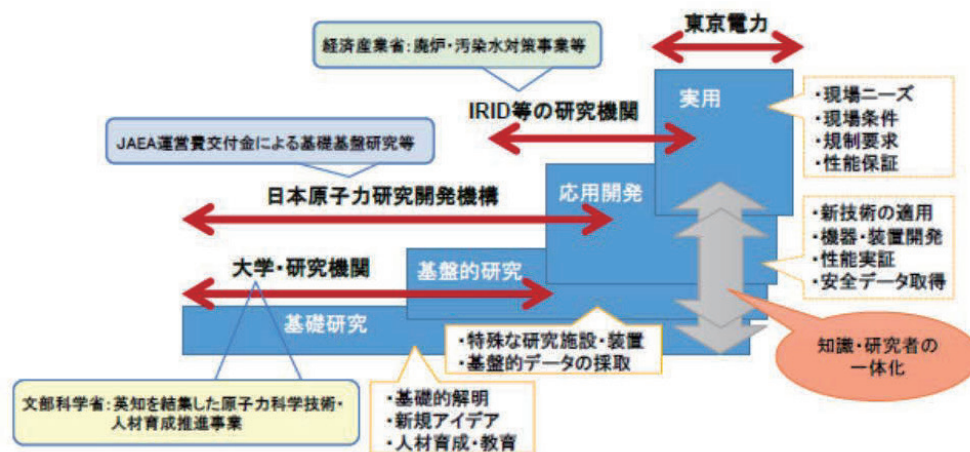 東京電力
経済産業省：廃炉・汚染水対策事業等
実用
・現場ニーズ
・現場条件
・規制要求
・性能保証
IRID等の研究機関
JAEA運営費交付金による基礎基盤研究等
日本原子力研究開発機構
応用開発
・新技術の適用
・機器・装置開発
・性能実証
・安全データ取得
大学・研究機関
基盤的研究
基礎研究
・特殊な研究施設・装置
・基盤的データの採取
知識・研究者の
一体化
文部科学省：英知を結集した原子力科学技術・
人材育成推進事業
・基礎的解明
・新規アイデア
・人材育成・教育